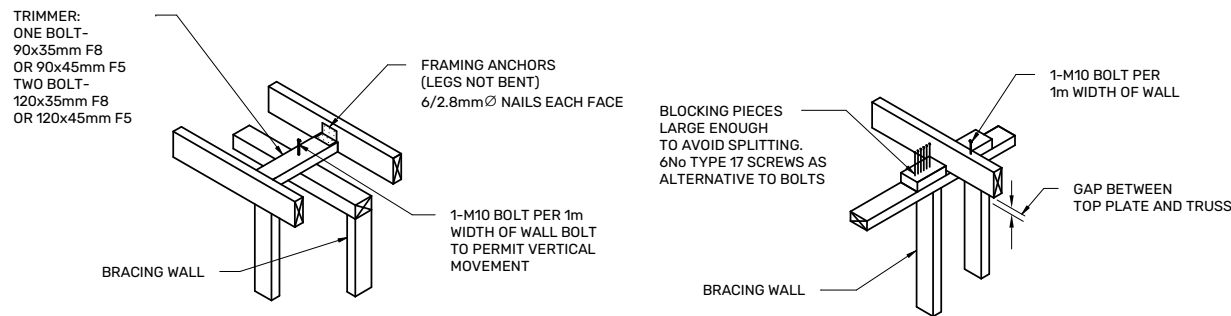 TRIMMER:
ONE BOLT-
90x35mm F8
OR 90x45mm F5
TWO BOLT-
120x35mm F8
OR 120x45mm F5
FRAMING ANCHORS
(LEGS NOT BENT)
6/2.8mm∅ NAILS EACH FACE
1-M10 BOLT PER 1m
WIDTH OF WALL BOLT
TO PERMIT VERTICAL
MOVEMENT
BRACING WALL
BLOCKING PIECES
LARGE ENOUGH
TO AVOID SPLITTING.
6No TYPE 17 SCREWS AS
ALTERNATIVE TO BOLTS
1-M10 BOLT PER
1m WIDTH OF WALL
GAP BETWEEN
TOP PLATE AND TRUSS
BRACING WALL